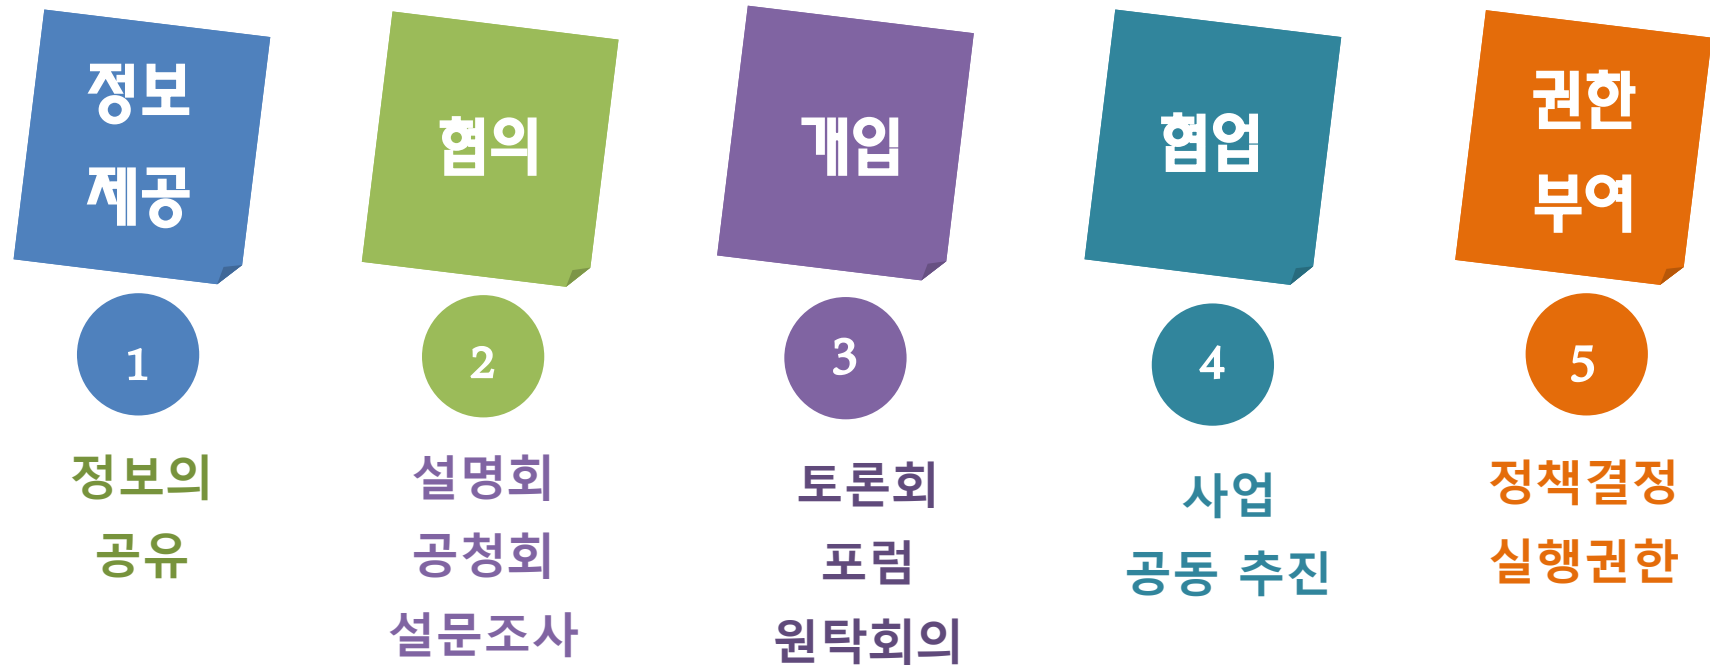 정보
제공
협의
개입
협업
권한
부여
1
2
3
4
5
정보의
공유
설명회
공청회
설문조사
토론회
포럼
원탁회의
사업
공동 추진
정책결정
실행권한